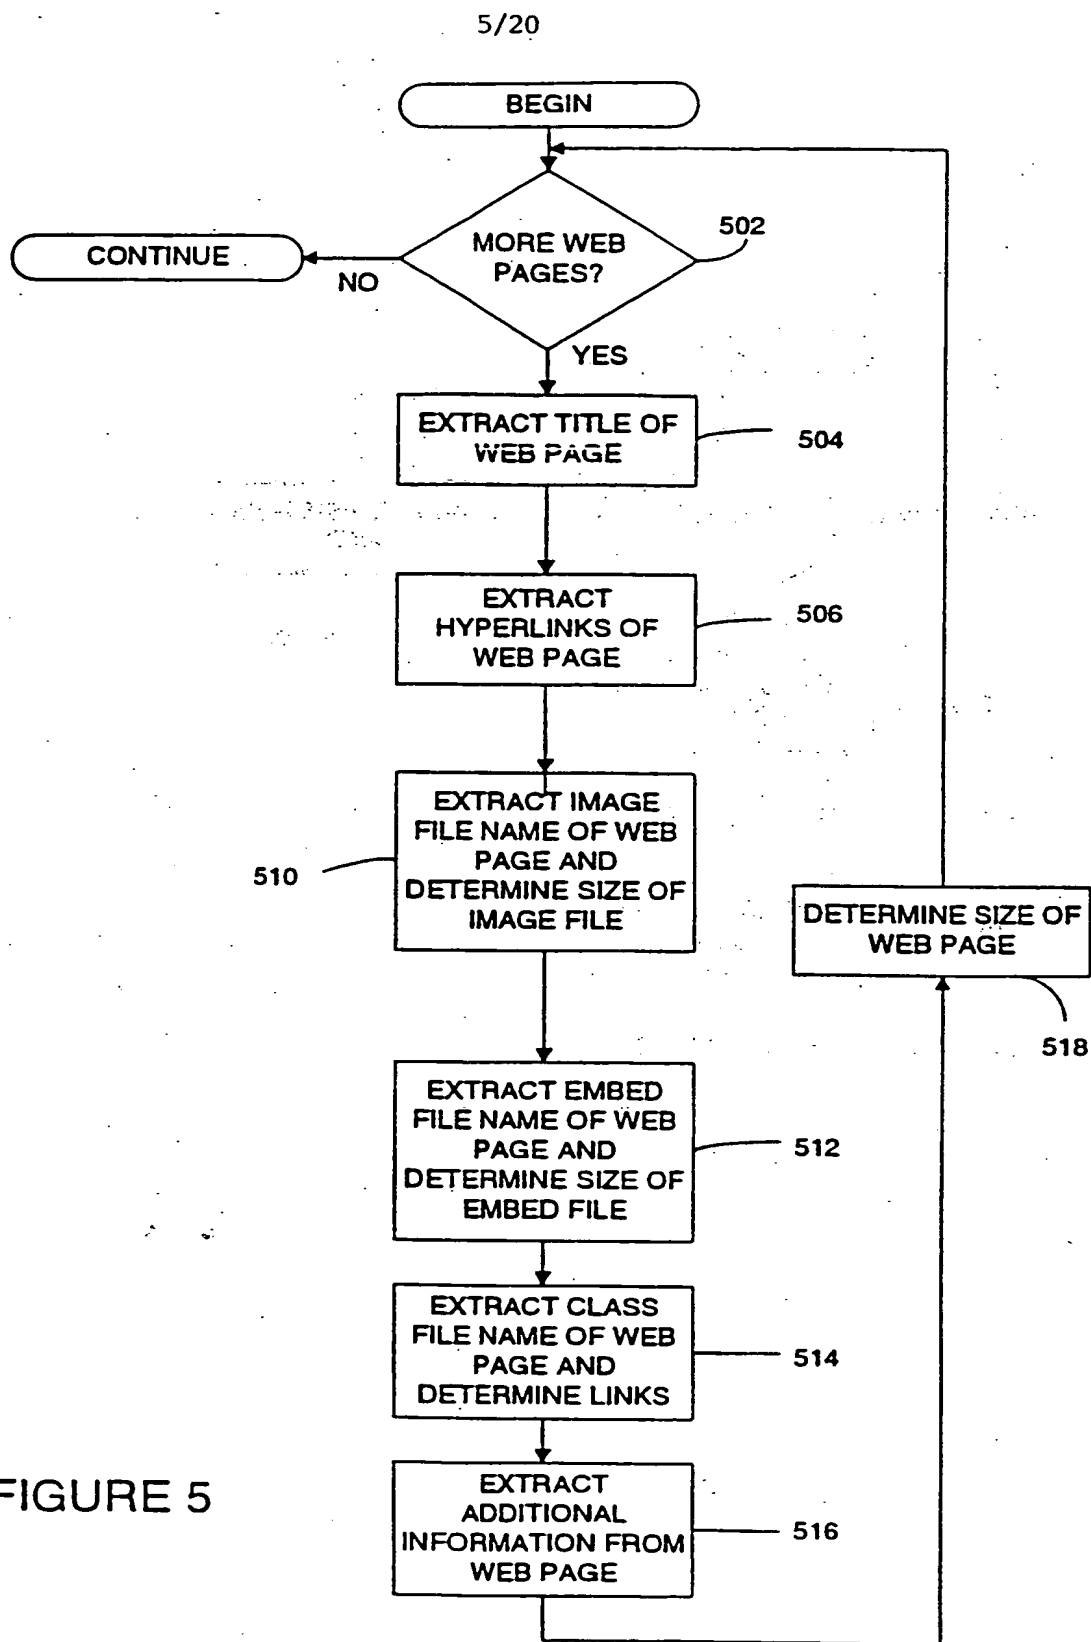 5/20
BEGIN
MORE WEB
PAGES?
502
CONTINUE
NO
YES
EXTRACT TITLE OF
WEB PAGE
504
EXTRACT
HYPERLINKS OF
WEB PAGE
506
EXTRACT IMAGE
FILE NAME OF WEB
PAGE AND
DETERMINE SIZE OF
IMAGE FILE
510
DETERMINE SIZE OF
WEB PAGE
518
EXTRACT EMBED
FILE NAME OF WEB
PAGE AND
DETERMINE SIZE OF
EMBED FILE
512
EXTRACT CLASS
FILE NAME OF WEB
PAGE AND
DETERMINE LINKS
514
EXTRACT
ADDITIONAL
INFORMATION FROM
WEB PAGE
516
FIGURE 5